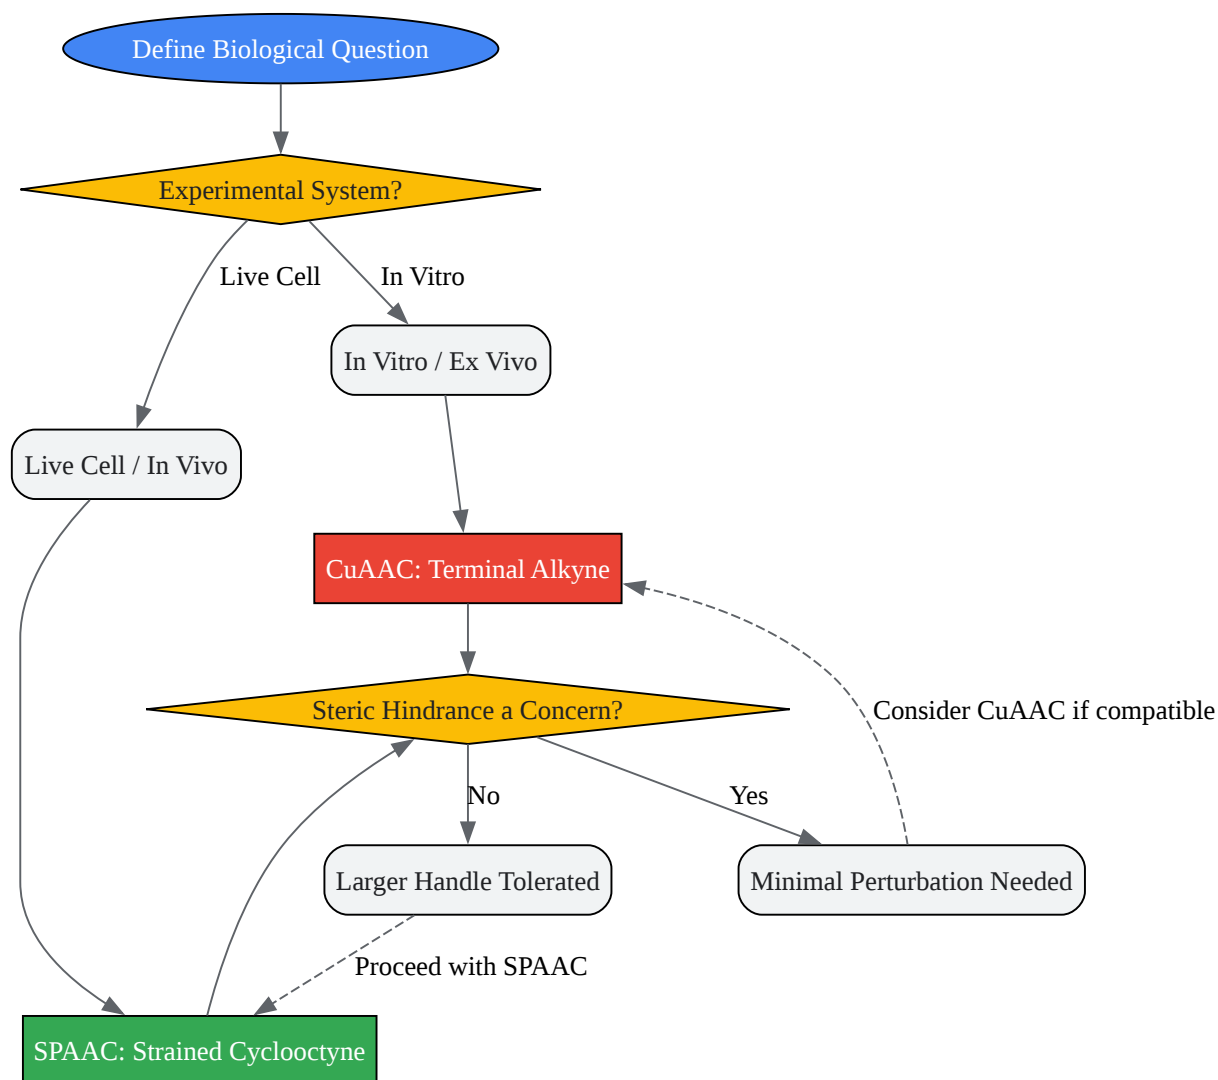 Define Biological Question
Experimental System?
Live Cell
In Vitro
In Vitro / Ex Vivo
Live Cell / In Vivo
CuAAC: Terminal Alkyne
Steric Hindrance a Concern?
Consider CuAAC if compatible
No
Yes
Larger Handle Tolerated
Minimal Perturbation Needed
Proceed with SPAAC
SPAAC: Strained Cyclooctyne